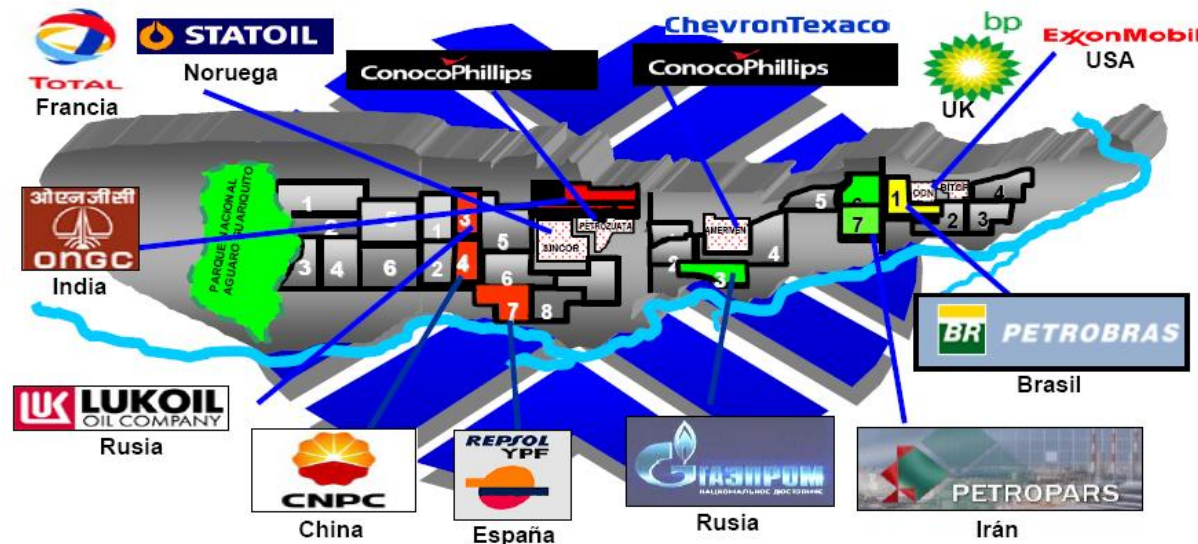 TOTAL
Francia
STATOIL
Noruega
ConocoPhillips
ChevronTexaco
ConocoPhillips
bp
UK
ExxonMobil
USA
ओएनजीसी
ONGC
India
PARQUE NACIONAL
AGUARO GUARIQUITO
1
2
3
4
5
6
1
2
3
4
5
6
7
8
SINCOR
PETROZUATA
AMERIVEN
2
3
4
5
6
7
1
BITOR
2
3
4
LUK LUKOIL
OIL COMPANY
Rusia
CNPC
China
REPSOL
YPF
España
ГАЗПРОМ
НАЦИОНАЛЬНОЕ ДОСТОЯНИЕ
Rusia
PETROPARS
Irán
BR PETROBRAS
Brasil